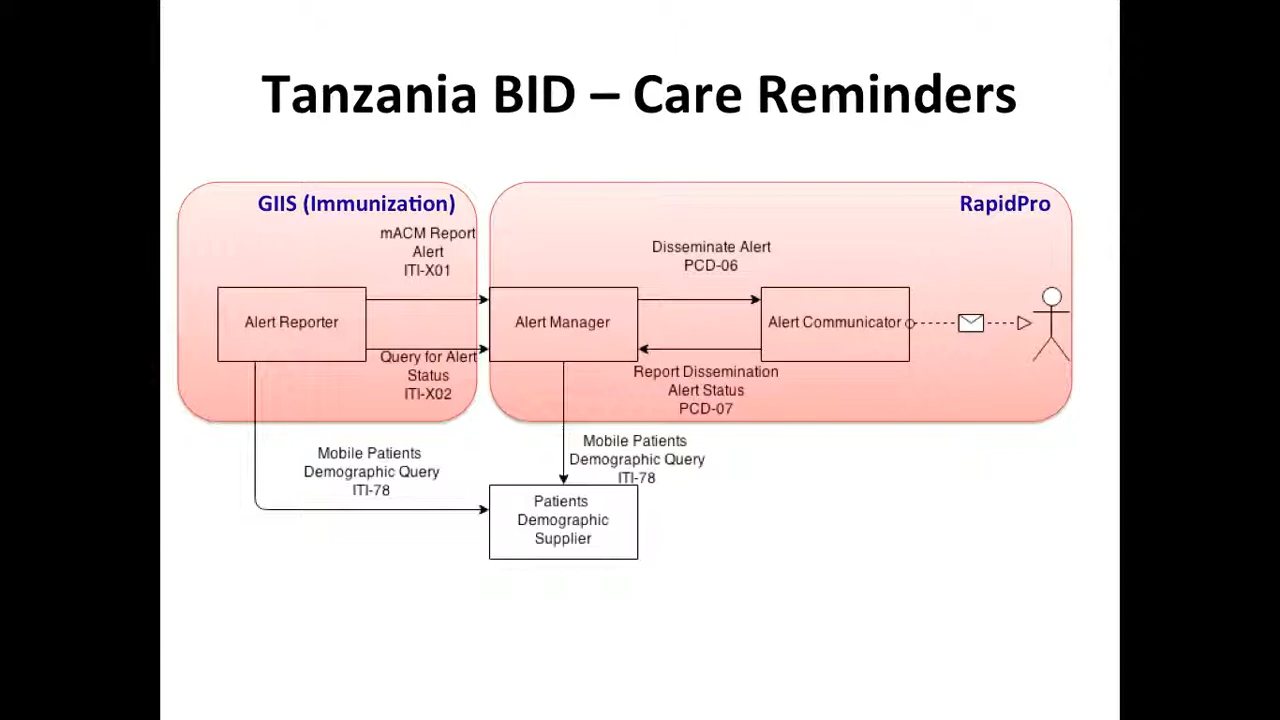 Tanzania BID – Care Reminders
GIIS (Immunization)
RapidPro
mACM Report
Alert
ITI-X01
Disseminate Alert
PCD-06
Alert Reporter
Alert Manager
Alert Communicator
Query for Alert
Status
ITI-X02
Report Dissemination
Alert Status
PCD-07
Mobile Patients
Demographic Query
ITI-78
Mobile Patients
Demographic Query
ITI-78
Patients
Demographic
Supplier